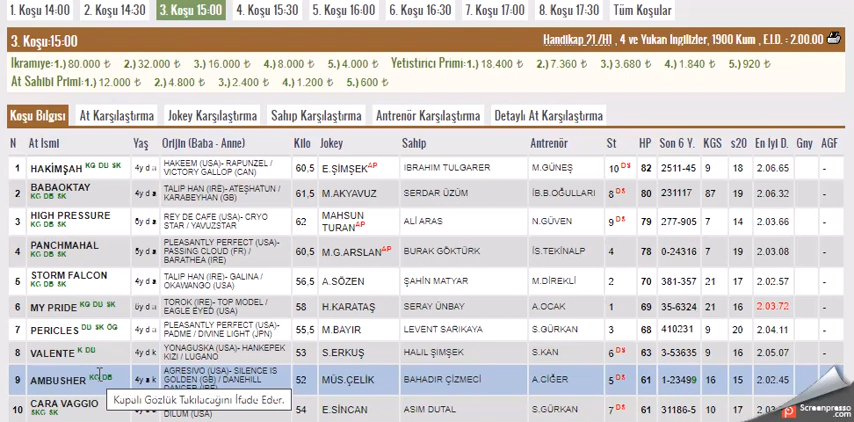 1. Koşu 14:00 2. Koşu 14:30 3. Koşu 15:00 4. Koşu 15:30 5. Koşu 16:00 6. Koşu 16:30 7. Koşu 17:00 8. Koşu 17:30 Tüm Koşular
3. Koşu:15:00 Handikap 21 /H1 , 4 ve Yukarı İngilizler, 1900 Kum , E.İ.D. : 2.00.00
İkramiye: 1.) 80.000 ₺ 2.) 32.000 ₺ 3.) 16.000 ₺ 4.) 8.000 ₺ 5.) 4.000 ₺ Yetiştirici Primi: 1.) 18.400 ₺ 2.) 7.360 ₺ 3.) 3.680 ₺ 4.) 1.840 ₺ 5.) 920 ₺
At Sahibi Primi: 1.) 12.000 ₺ 2.) 4.800 ₺ 3.) 2.400 ₺ 4.) 1.200 ₺ 5.) 600 ₺
Koşu Bilgisi At Karşılaştırma Jokey Karşılaştırma Sahip Karşılaştırma Antrenör Karşılaştırma Detaylı At Karşılaştırma
N At İsmi Yaş Orijin (Baba - Anne) Kilo Jokey Sahip Antrenör St HP Son 6 Y. KGS s20 En İyi D. Gny AGF
1 HAKİMŞAH KG DB SK 4y d a HAKEEM (USA)- RAPUNZEL / VICTORY GALLOP (CAN) 60,5 E.ŞİMŞEK AP İBRAHİM TULGARER M.GÜNEŞ 10 DS 82 2511-45 9 18 2.06.65 -
2 BABAOKTAY KG DB SK 4y d a TALIP HAN (IRE)- ATEŞHATUN / KARABEYHAN (GB) 61,5 M.AKYAVUZ SERDAR ÜZÜM İB.B.OĞULLARI 8 DS 80 231117 87 19 2.06.32 -
3 HIGH PRESSURE KG SK REY DE CAFE (USA)- CRYO STAR / YAVUZSTAR 62 MAHSUN TURAN AP ALİ ARAS N.GÜVEN 9 DS 79 277-905 7 14 2.03.66 -
4 PANCHMAHAL KG DB SK PLEASANTLY PERFECT (USA)- PASSING CLOUD (FR) / BARATHEA (IRE) 60,5 M.G.ARSLAN AP BURAK GÖKTÜRK İS.TEKİNALP 4 78 0-24316 7 19 2.03.08 -
5 STORM FALCON KG DB SK 4y d TALIP HAN (IRE)- GALINA / OKAWANGO (USA) 56,5 A.SÖZEN ŞAHİN MATYAR M.DİREKLİ 2 70 381-357 21 17 2.02.57 -
6 MY PRIDE KG DB SK TOROK (IRE)- TOP MODEL / EAGLE EYED (USA) 58 H.KARATAŞ SERAY ÜNBAY A.OCAK 1 69 35-6324 21 16 2.03.72 -
7 PERICLES DB SK ÖG 4y d PLEASANTLY PERFECT (USA)- PADME / DIVINE LIGHT (JPN) 55,5 M.BAYIR LEVENT SARIKAYA S.GÜRKAN 3 68 410231 9 20 2.04.11 -
8 VALENTE K DB 4y d k YONAGUSKA (USA)- HANKEPEK KIZI / LUGANO 53 S.ERKUŞ HALİL ŞİMŞEK S.KAN 6 DS 63 3-53635 9 16 2.05.07 -
9 AMBUSHER KG DB 4y a k AGRESIVO (USA)- SILENCE IS GOLDEN (GB) / DANEHILL DANCER (IRE) 52 MÜS.ÇELİK BAHADIR ÇİZMECİ A.CİĞER 5 DS 61 1-23499 16 15 2.02.45 -
Kapalı Gözlük Takılacağını İfade Eder.
10 CARA VAGGIO SKG SK DILUM (USA) 54 E.SİNCAN ASIM DUTAL S.GÜRKAN 7 DS 61 31186-5 10 17
Screenpresso
.com